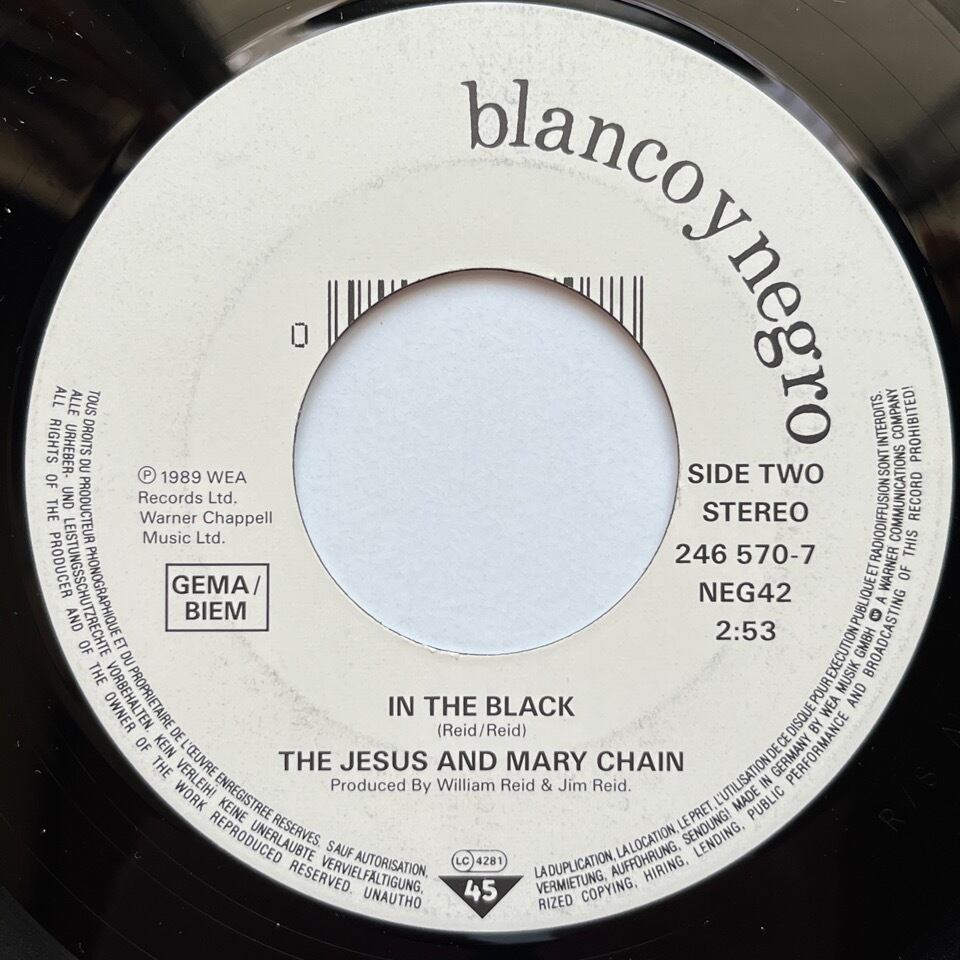 blanco y negro
0
℗ 1989 WEA
Records Ltd.
Warner Chappell
Music Ltd.
GEMA/
BIEM
SIDE TWO
STEREO
246 570-7
NEG42
2:53
IN THE BLACK
(Reid/Reid)
THE JESUS AND MARY CHAIN
Produced By William Reid & Jim Reid.
LC 4281
45
TOUS DROITS DU PRODUCTEUR PHONOGRAPHIQUE ET DU PROPRIETAIRE DE L'ŒUVRE ENREGISTREE RESERVES. SAUF AUTORISATION, LA DUPLICATION, LA LOCATION, LE PRET, L'UTILISATION DE CE DISQUE POUR EXECUTION PUBLIQUE ET RADIODIFFUSION SONT INTERDITS.
ALLE URHEBER- UND LEISTUNGSSCHUTZRECHTE VORBEHALTEN. KEIN VERLEIH! KEINE UNERLAUBTE VERVIELFÄLTIGUNG, VERMIETUNG, AUFFÜHRUNG, SENDUNG! MADE IN GERMANY BY WEA MUSIK GMBH A WARNER COMMUNICATIONS COMPANY
ALL RIGHTS OF THE PRODUCER AND OF THE OWNER OF THE WORK REPRODUCED RESERVED. UNAUTHORIZED COPYING, HIRING, LENDING, PUBLIC PERFORMANCE AND BROADCASTING OF THIS RECORD PROHIBITED!